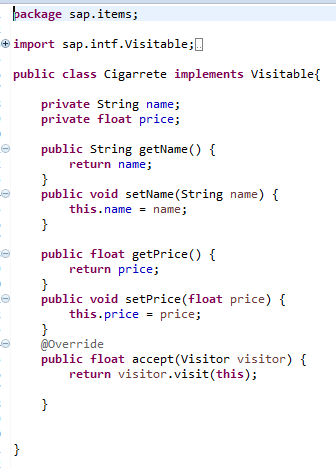 package sap.items;
import sap.intf.Visitable;
public class Cigarrete implements Visitable{
private String name;
private float price;
public String getName() {
return name;
}
public void setName(String name) {
this.name = name;
}
public float getPrice() {
return price;
}
public void setPrice(float price) {
this.price = price;
}
@Override
public float accept(Visitor visitor) {
return visitor.visit(this);
}
}